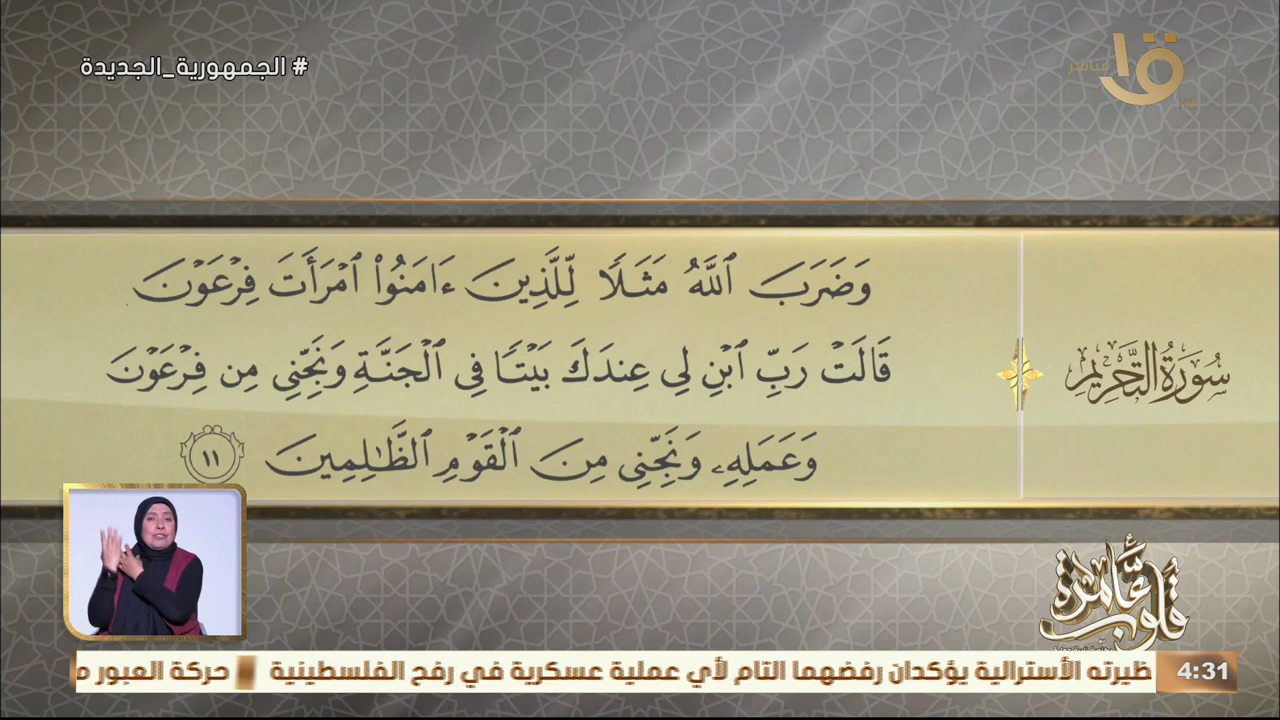 #الجمهورية_الجديدة
مباشر
وَضَرَبَ ٱللَّهُ مَثَلًا لِّلَّذِينَ ءَامَنُوا۟ ٱمْرَأَتَ فِرْعَوْنَ
قَالَتْ رَبِّ ٱبْنِ لِى عِندَكَ بَيْتًا فِى ٱلْجَنَّةِ وَنَجِّنِى مِن فِرْعَوْنَ
وَعَمَلِهِۦ وَنَجِّنِى مِنَ ٱلْقَوْمِ ٱلظَّـٰلِمِينَ ١١
سُورَةُ التَّحْرِيمِ
قلوب عامرة
4:31
ظيرته الأسترالية يؤكدان رفضهما التام لأي عملية عسكرية في رفح الفلسطينية حركة العبور